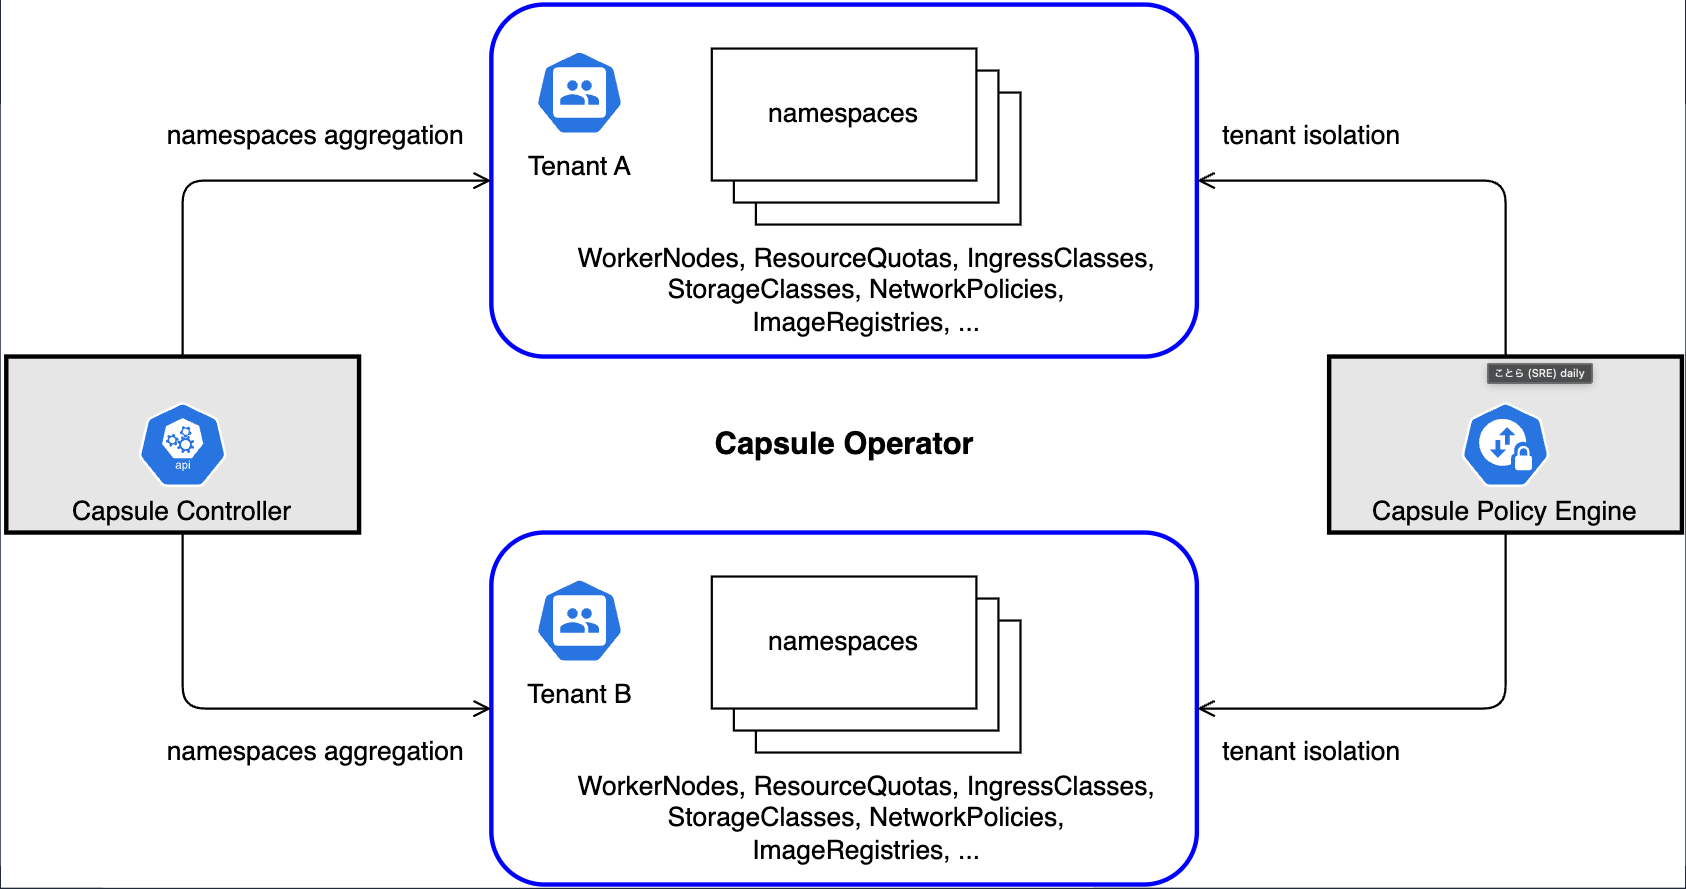 namespaces aggregation
Tenant A
namespaces
WorkerNodes, ResourceQuotas, IngressClasses,
StorageClasses, NetworkPolicies,
ImageRegistries, ...
tenant isolation
api
Capsule Controller
Capsule Operator
ことら (SRE) daily
Capsule Policy Engine
namespaces aggregation
Tenant B
namespaces
WorkerNodes, ResourceQuotas, IngressClasses,
StorageClasses, NetworkPolicies,
ImageRegistries, ...
tenant isolation